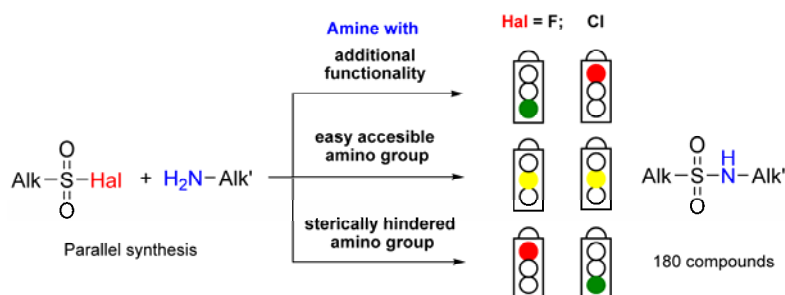 Amine with
Hal = F; Cl
additional
functionality
easy accesible
amino group
sterically hindered
amino group
O
Alk-S-Hal + H2N-Alk'
O
Parallel synthesis
O
H
Alk-S-N-Alk'
O
180 compounds